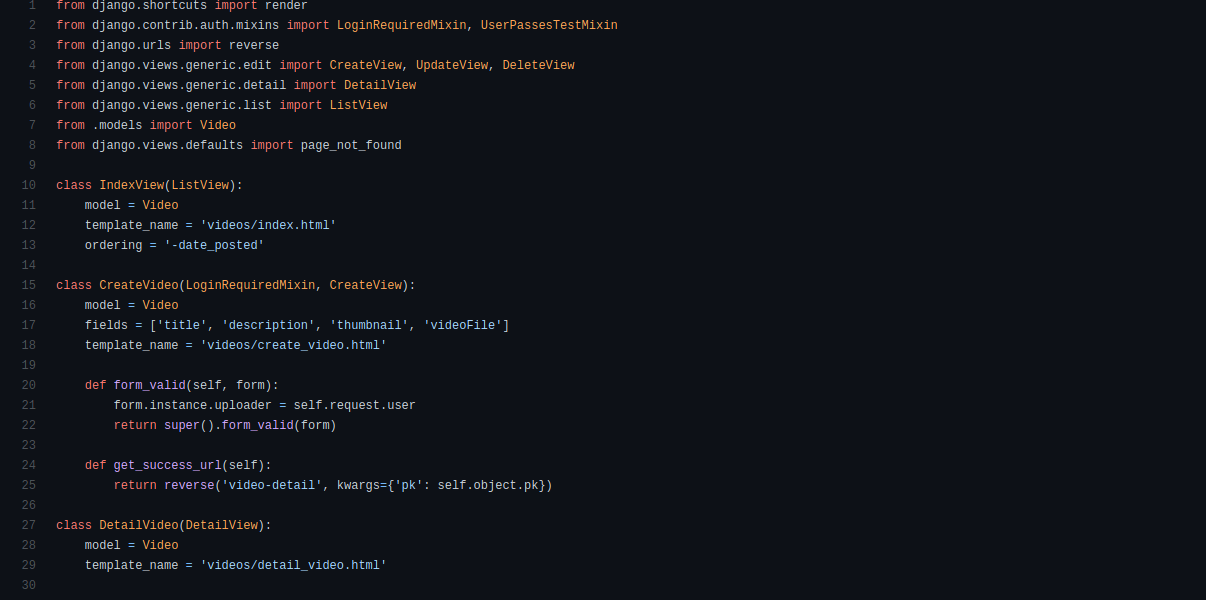 1 from django.shortcuts import render
2 from django.contrib.auth.mixins import LoginRequiredMixin, UserPassesTestMixin
3 from django.urls import reverse
4 from django.views.generic.edit import CreateView, UpdateView, DeleteView
5 from django.views.generic.detail import DetailView
6 from django.views.generic.list import ListView
7 from .models import Video
8 from django.views.defaults import page_not_found
9
10 class IndexView(ListView):
11     model = Video
12     template_name = 'videos/index.html'
13     ordering = '-date_posted'
14
15 class CreateVideo(LoginRequiredMixin, CreateView):
16     model = Video
17     fields = ['title', 'description', 'thumbnail', 'videoFile']
18     template_name = 'videos/create_video.html'
19
20     def form_valid(self, form):
21         form.instance.uploader = self.request.user
22         return super().form_valid(form)
23
24     def get_success_url(self):
25         return reverse('video-detail', kwargs={'pk': self.object.pk})
26
27 class DetailVideo(DetailView):
28     model = Video
29     template_name = 'videos/detail_video.html'
30